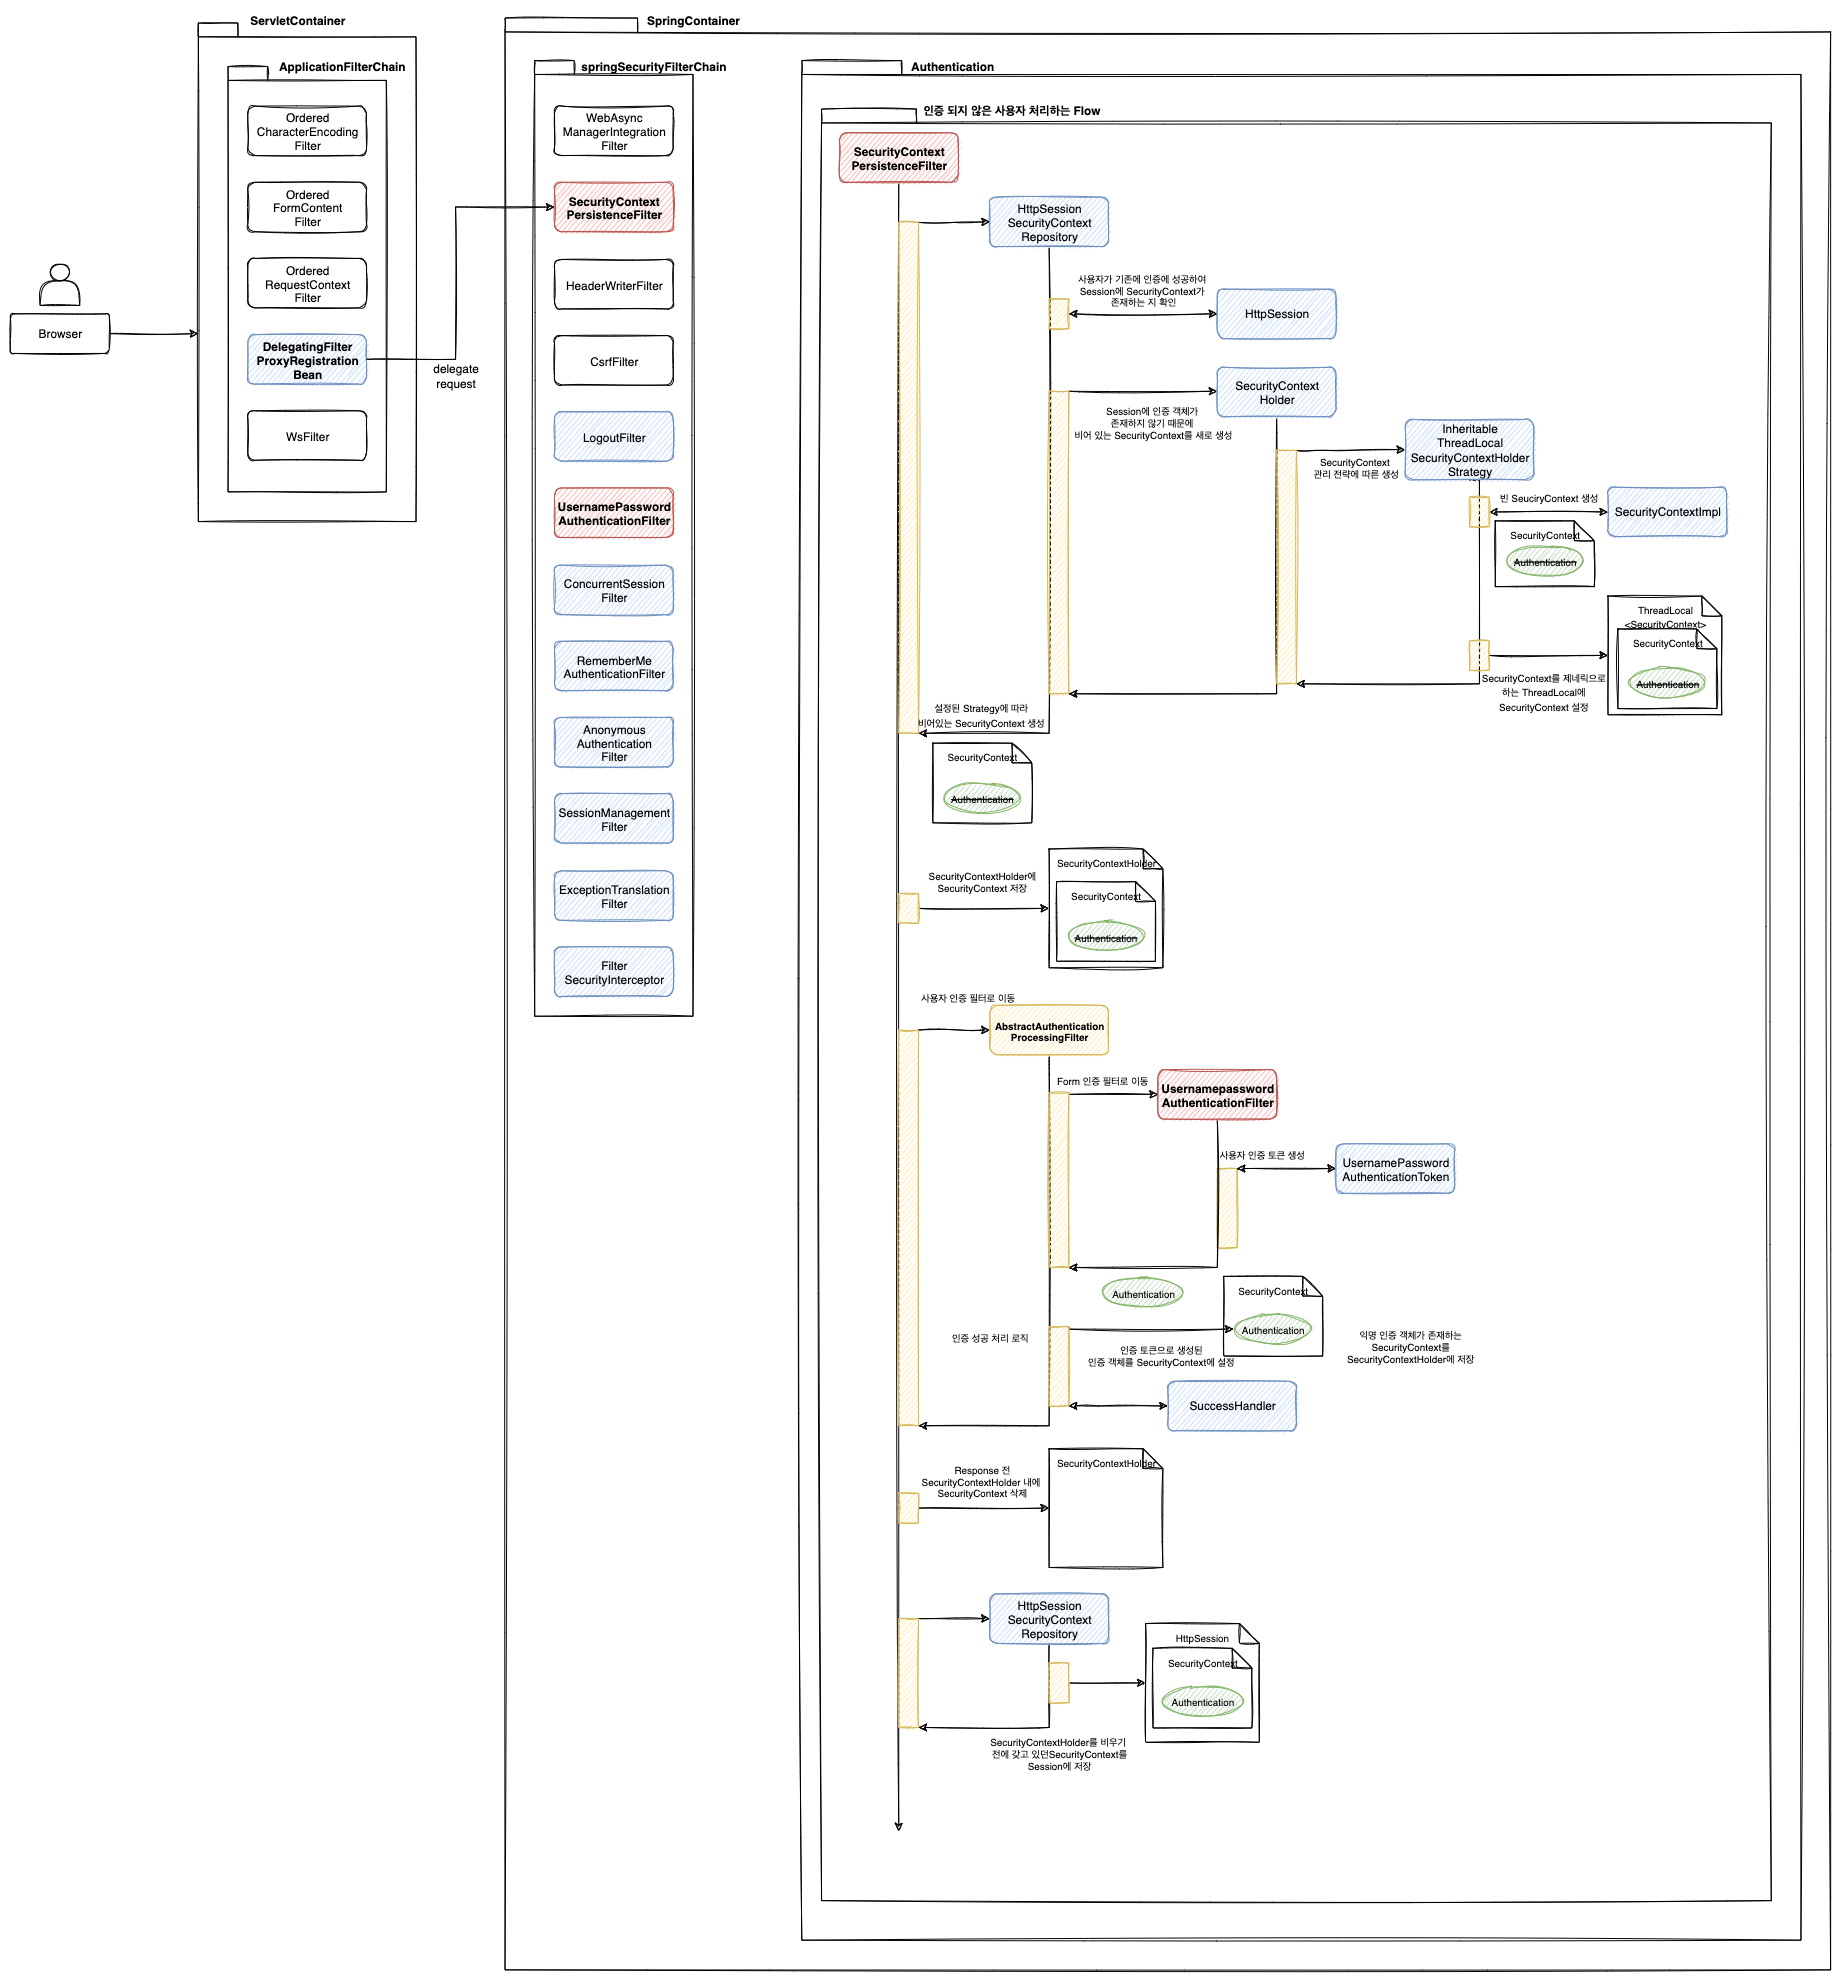 ServletContainer
ApplicationFilterChain
Ordered
CharacterEncoding
Filter
Ordered
FormContent
Filter
Ordered
RequestContext
Filter
DelegatingFilter
ProxyRegistration
Bean
WsFilter
Browser
delegate
request
SpringContainer
springSecurityFilterChain
WebAsync
ManagerIntegration
Filter
SecurityContext
PersistenceFilter
HeaderWriterFilter
CsrfFilter
LogoutFilter
UsernamePassword
AuthenticationFilter
ConcurrentSession
Filter
RememberMe
AuthenticationFilter
Anonymous
Authentication
Filter
SessionManagement
Filter
ExceptionTranslation
Filter
Filter
SecurityInterceptor
Authentication
인증 되지 않은 사용자 처리하는 Flow
SecurityContext
PersistenceFilter
HttpSession
SecurityContext
Repository
사용자가 기존에 인증에 성공하여
Session에 SecurityContext가
존재하는 지 확인
HttpSession
SecurityContext
Holder
Session에 인증 객체가
존재하지 않기 때문에
비어 있는 SecurityContext를 새로 생성
Inheritable
ThreadLocal
SecurityContextHolder
Strategy
SecurityContext
관리 전략에 따른 생성
빈 SeuciryContext 생성
SecurityContextImpl
SecurityContext
Authentication
ThreadLocal
<SecurityContext>
SecurityContext
Authentication
SecurityContext를 제네릭으로
하는 ThreadLocal에
SecurityContext 설정
설정된 Strategy에 따라
비어있는 SecurityContext 생성
SecurityContext
Authentication
SecurityContextHolder에
SecurityContext 저장
SecurityContextHolder
SecurityContext
Authentication
사용자 인증 필터로 이동
AbstractAuthentication
ProcessingFilter
Form 인증 필터로 이동
Usernamepassword
AuthenticationFilter
사용자 인증 토큰 생성
UsernamePassword
AuthenticationToken
Authentication
SecurityContext
Authentication
인증 성공 처리 로직
인증 토큰으로 생성된
인증 객체를 SecurityContext에 설정
익명 인증 객체가 존재하는
SecurityContext를
SecurityContextHolder에 저장
SuccessHandler
Response 전
SecurityContextHolder 내에
SecurityContext 삭제
SecurityContextHolder
HttpSession
SecurityContext
Repository
HttpSession
SecurityContext
Authentication
SecurityContextHolder를 비우기
전에 갖고 있던SecurityContext를
Session에 저장